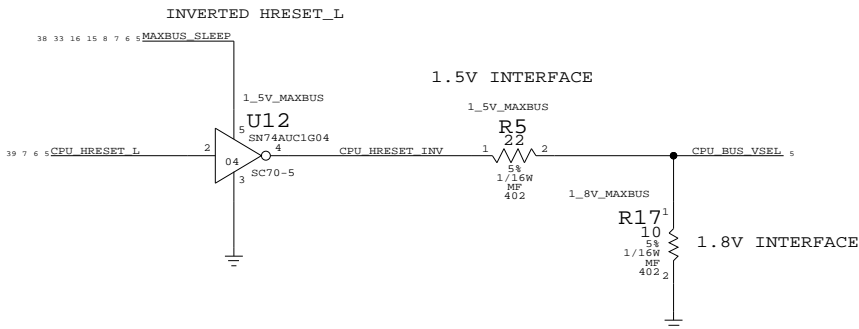 INVERTED HRESET_L
38 33 16 15 8 7 6 5 MAXBUS_SLEEP
1.5V INTERFACE
1_5V_MAXBUS
1_5V_MAXBUS
5
U12
SN74AUC1G04
R5
22
39 7 6 5 CPU_HRESET_L
2
04
4
CPU_HRESET_INV
1
2
CPU_BUS_VSEL 5
3
SC70-5
5%
1/16W
MF
402
1_8V_MAXBUS
R17
1
10
5%
1/16W
MF
402
2
1.8V INTERFACE